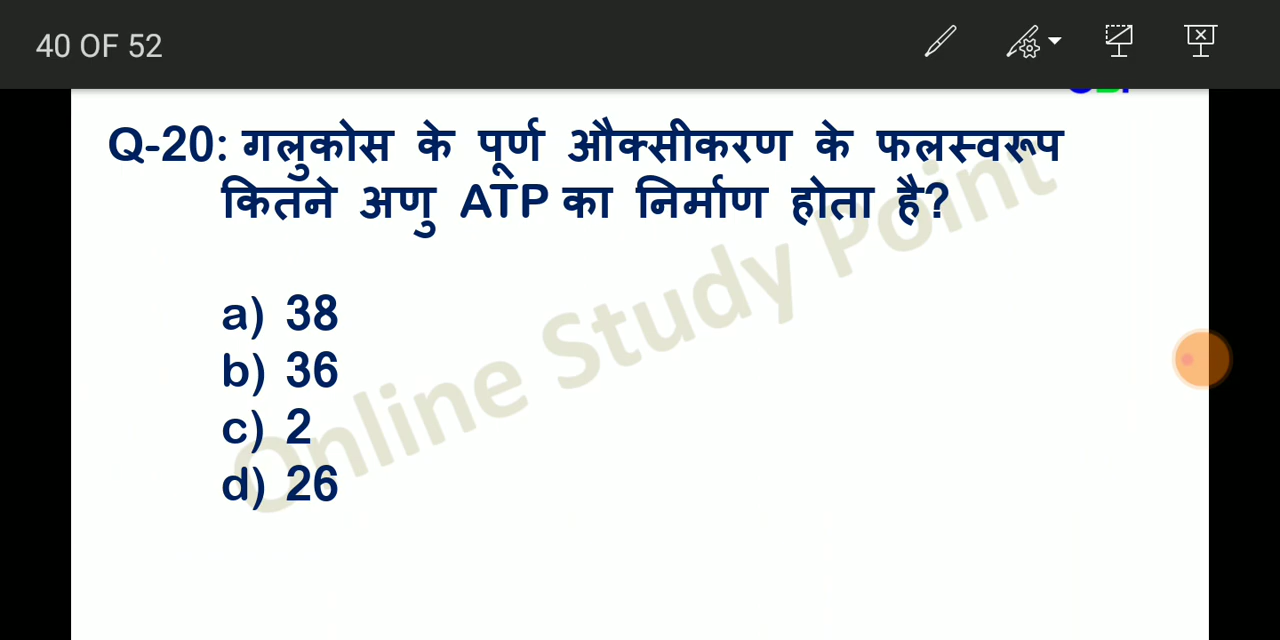 40 OF 52
Q-20: गलुकोस के पूर्ण औक्सीकरण के फलस्वरूप
कितने अणु ATP का निर्माण होता है?
a) 38
b) 36
c) 2
d) 26
Online Study Point